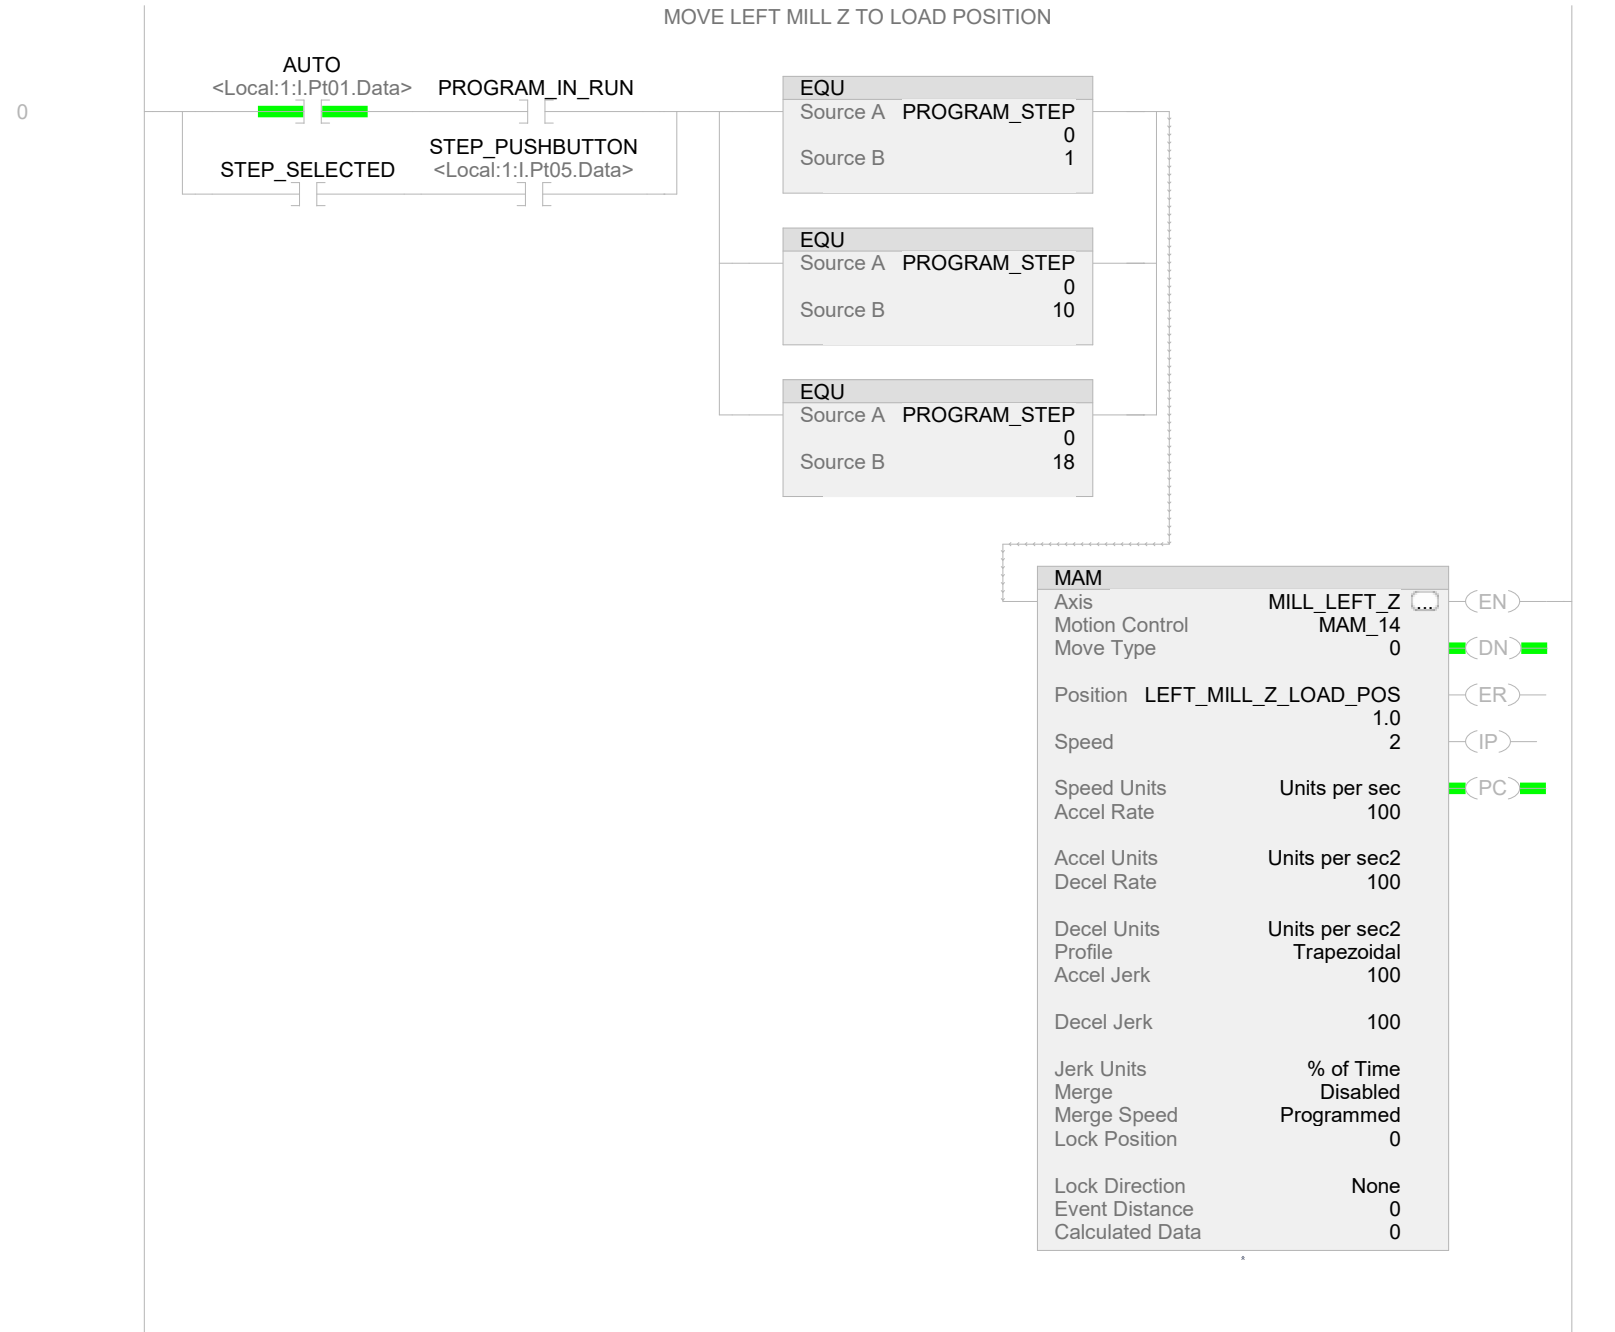 MOVE LEFT MILL Z TO LOAD POSITION
0
AUTO
<Local:1:I.Pt01.Data>
PROGRAM_IN_RUN
STEP_SELECTED
STEP_PUSHBUTTON
<Local:1:I.Pt05.Data>
EQU
Source A PROGRAM_STEP
0
Source B 1
EQU
Source A PROGRAM_STEP
0
Source B 10
EQU
Source A PROGRAM_STEP
0
Source B 18
MAM
Axis MILL_LEFT_Z ... EN
Motion Control MAM_14
Move Type 0 DN
Position LEFT_MILL_Z_LOAD_POS ER
1.0
Speed 2 IP
Speed Units Units per sec PC
Accel Rate 100
Accel Units Units per sec2
Decel Rate 100
Decel Units Units per sec2
Profile Trapezoidal
Accel Jerk 100
Decel Jerk 100
Jerk Units % of Time
Merge Disabled
Merge Speed Programmed
Lock Position 0
Lock Direction None
Event Distance 0
Calculated Data 0
*